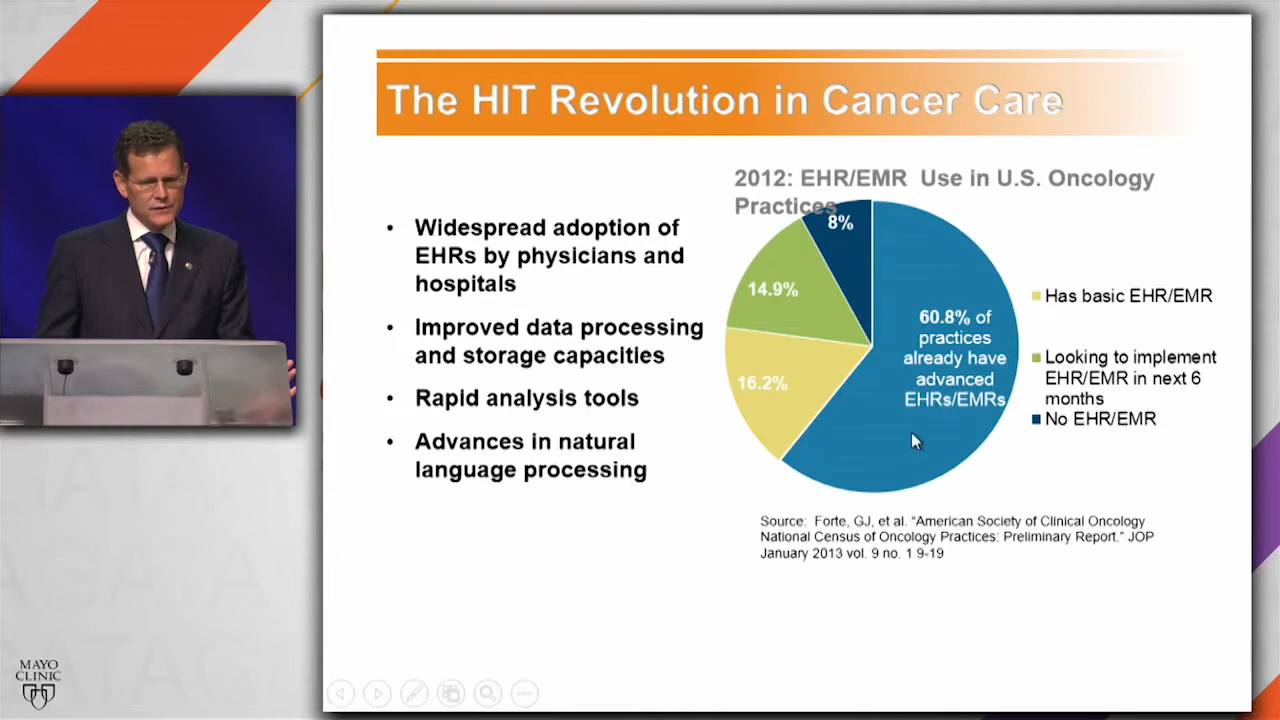 The HIT Revolution in Cancer Care
• Widespread adoption of
EHRs by physicians and
hospitals
• Improved data processing
and storage capacities
• Rapid analysis tools
• Advances in natural
language processing
2012: EHR/EMR Use in U.S. Oncology
Practices
8%
14.9%
16.2%
60.8% of
practices
already have
advanced
EHRs/EMRs
Has basic EHR/EMR
Looking to implement
EHR/EMR in next 6
months
No EHR/EMR
Source: Forte, GJ, et al. “American Society of Clinical Oncology
National Census of Oncology Practices: Preliminary Report.” JOP
January 2013 vol. 9 no. 1 9-19
MAYO
CLINIC